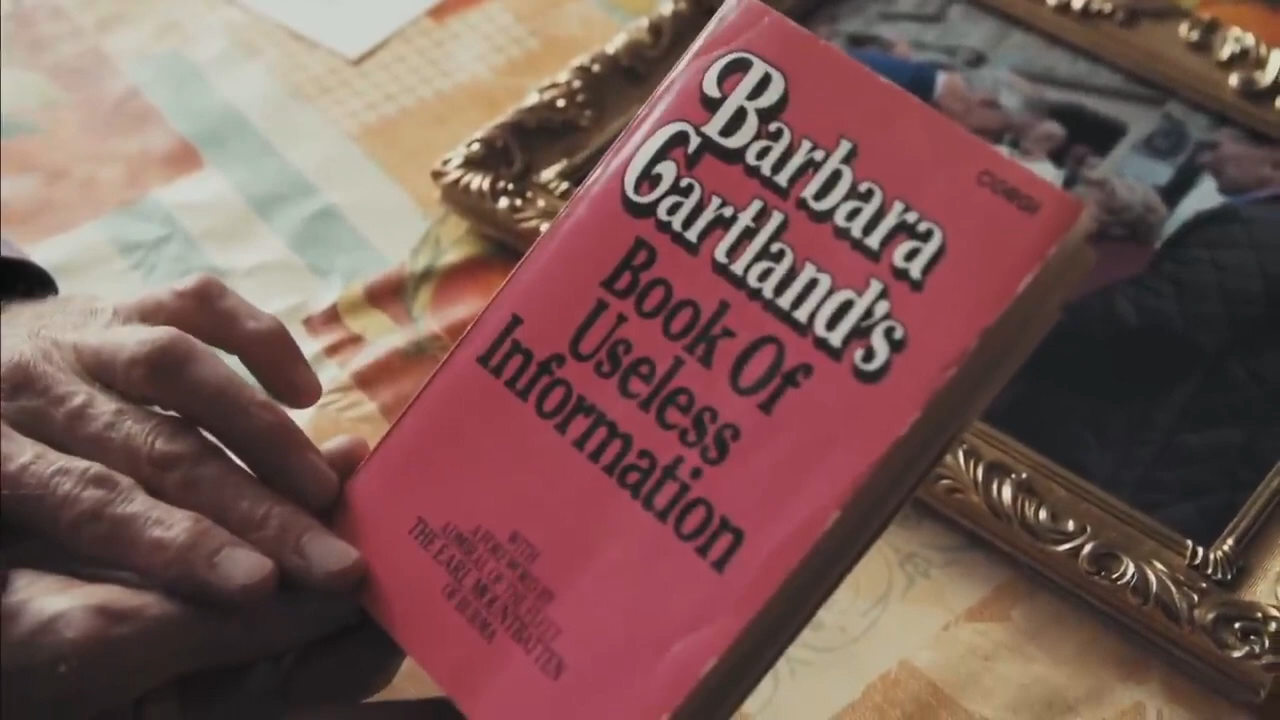 CORGI
Barbara
Cartland's
Book Of
Useless
Information
WITH
A FOREWORD BY
ADMIRAL OF THE FLEET
THE EARL MOUNTBATTEN
OF BURMA